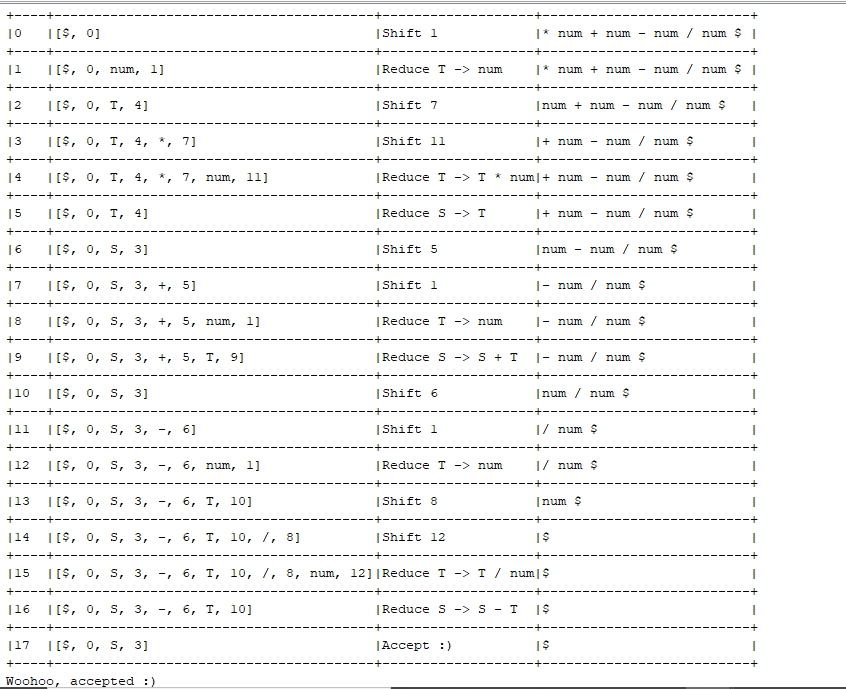 +----+----------------------------------------+-------------------+--------------------------+
|0 |[$, 0] |Shift 1 |* num + num - num / num $ |
+----+----------------------------------------+-------------------+--------------------------+
|1 |[$, 0, num, 1] |Reduce T -> num |* num + num - num / num $ |
+----+----------------------------------------+-------------------+--------------------------+
|2 |[$, 0, T, 4] |Shift 7 |num + num - num / num $ |
+----+----------------------------------------+-------------------+--------------------------+
|3 |[$, 0, T, 4, *, 7] |Shift 11 |+ num - num / num $ |
+----+----------------------------------------+-------------------+--------------------------+
|4 |[$, 0, T, 4, *, 7, num, 11] |Reduce T -> T * num|+ num - num / num $ |
+----+----------------------------------------+-------------------+--------------------------+
|5 |[$, 0, T, 4] |Reduce S -> T |+ num - num / num $ |
+----+----------------------------------------+-------------------+--------------------------+
|6 |[$, 0, S, 3] |Shift 5 |num - num / num $ |
+----+----------------------------------------+-------------------+--------------------------+
|7 |[$, 0, S, 3, +, 5] |Shift 1 |- num / num $ |
+----+----------------------------------------+-------------------+--------------------------+
|8 |[$, 0, S, 3, +, 5, num, 1] |Reduce T -> num |- num / num $ |
+----+----------------------------------------+-------------------+--------------------------+
|9 |[$, 0, S, 3, +, 5, T, 9] |Reduce S -> S + T |- num / num $ |
+----+----------------------------------------+-------------------+--------------------------+
|10 |[$, 0, S, 3] |Shift 6 |num / num $ |
+----+----------------------------------------+-------------------+--------------------------+
|11 |[$, 0, S, 3, -, 6] |Shift 1 |/ num $ |
+----+----------------------------------------+-------------------+--------------------------+
|12 |[$, 0, S, 3, -, 6, num, 1] |Reduce T -> num |/ num $ |
+----+----------------------------------------+-------------------+--------------------------+
|13 |[$, 0, S, 3, -, 6, T, 10] |Shift 8 |num $ |
+----+----------------------------------------+-------------------+--------------------------+
|14 |[$, 0, S, 3, -, 6, T, 10, /, 8] |Shift 12 |$ |
+----+----------------------------------------+-------------------+--------------------------+
|15 |[$, 0, S, 3, -, 6, T, 10, /, 8, num, 12]|Reduce T -> T / num|$ |
+----+----------------------------------------+-------------------+--------------------------+
|16 |[$, 0, S, 3, -, 6, T, 10] |Reduce S -> S - T |$ |
+----+----------------------------------------+-------------------+--------------------------+
|17 |[$, 0, S, 3] |Accept :) |$ |
+----+----------------------------------------+-------------------+--------------------------+
Woohoo, accepted :)